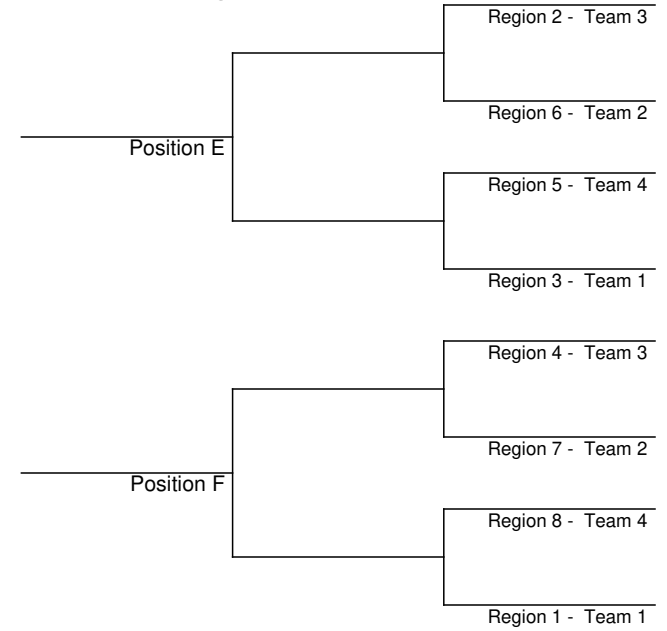 Region 2 - Team 3
Region 6 - Team 2
Position E
Region 5 - Team 4
Region 3 - Team 1
Region 4 - Team 3
Region 7 - Team 2
Position F
Region 8 - Team 4
Region 1 - Team 1